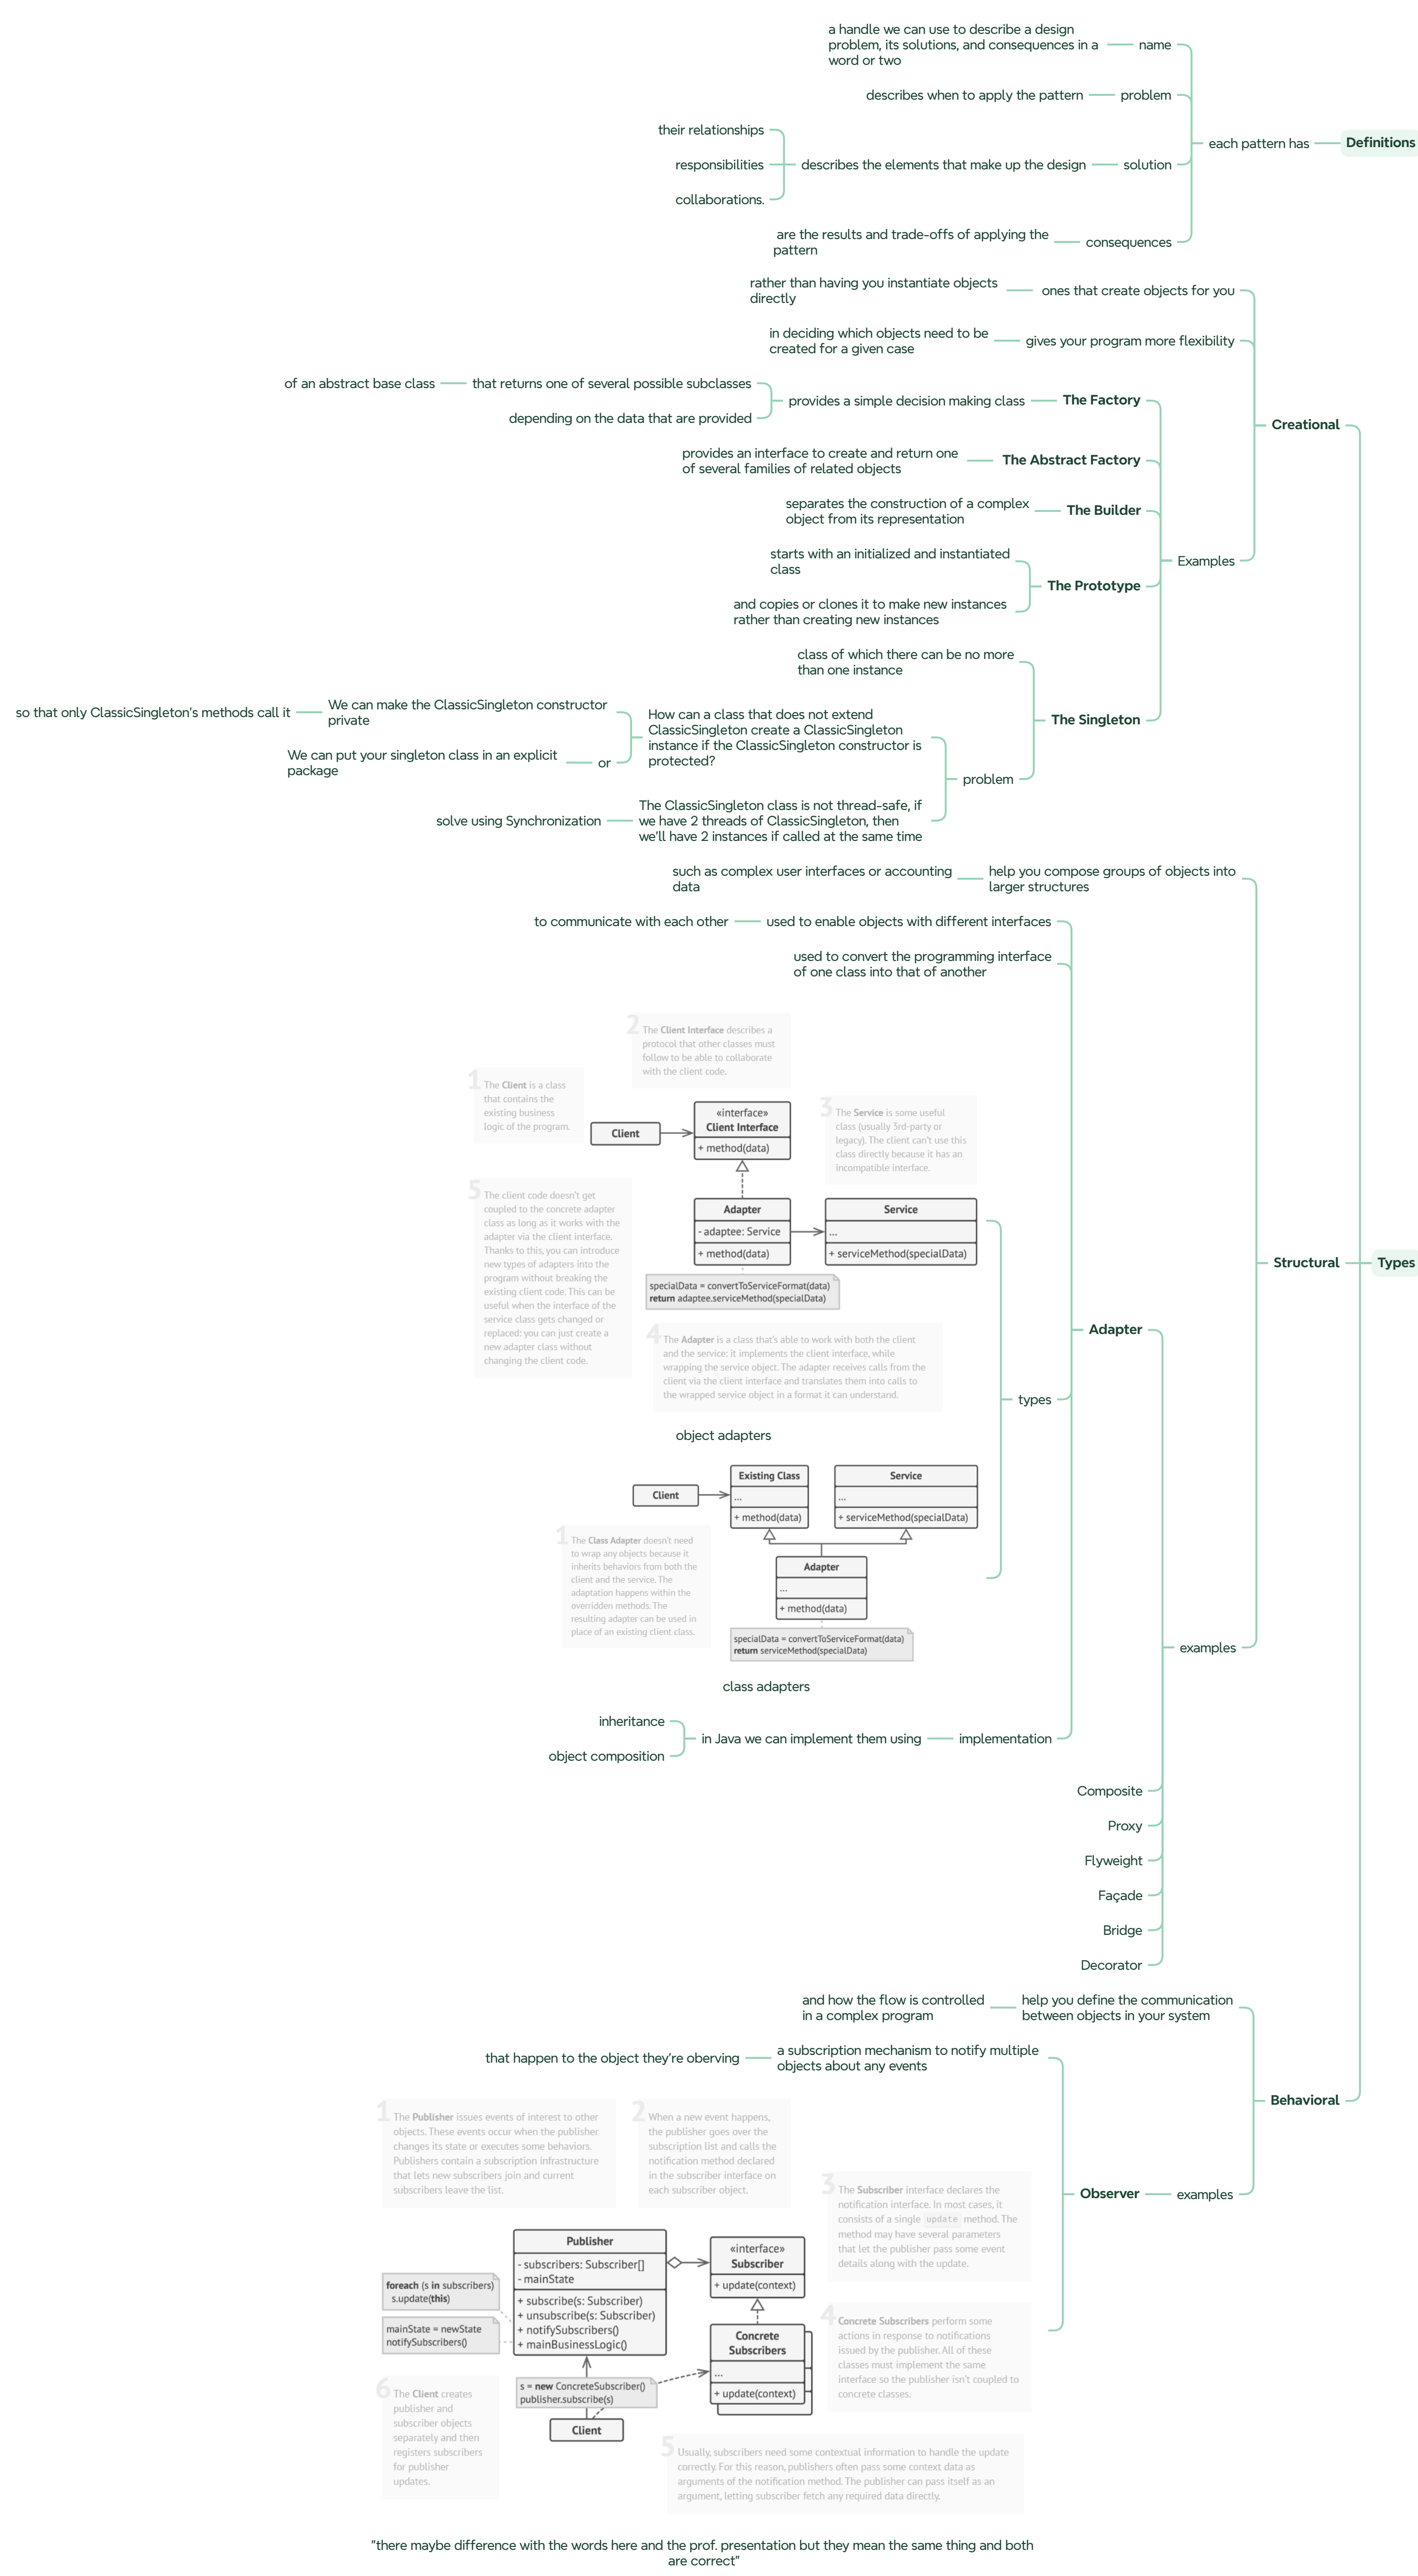 Definitions
each pattern has
name
a handle we can use to describe a design
problem, its solutions, and consequences in a
word or two
problem
describes when to apply the pattern
solution
describes the elements that make up the design
their relationships
responsibilities
collaborations.
consequences
are the results and trade-offs of applying the
pattern
Types
Creational
ones that create objects for you
rather than having you instantiate objects
directly
gives your program more flexibility
in deciding which objects need to be
created for a given case
Examples
The Factory
provides a simple decision making class
that returns one of several possible subclasses
of an abstract base class
depending on the data that are provided
The Abstract Factory
provides an interface to create and return one
of several families of related objects
The Builder
separates the construction of a complex
object from its representation
The Prototype
starts with an initialized and instantiated
class
and copies or clones it to make new instances
rather than creating new instances
The Singleton
class of which there can be no more
than one instance
problem
How can a class that does not extend
ClassicSingleton create a ClassicSingleton
instance if the ClassicSingleton constructor is
protected?
We can make the ClassicSingleton constructor
private
so that only ClassicSingleton's methods call it
or
We can put your singleton class in an explicit
package
The ClassicSingleton class is not thread-safe, if
we have 2 threads of ClassicSingleton, then
we'll have 2 instances if called at the same time
solve using Synchronization
Structural
help you compose groups of objects into
larger structures
such as complex user interfaces or accounting
data
examples
Adapter
used to enable objects with different interfaces
to communicate with each other
used to convert the programming interface
of one class into that of another
types
1
The Client is a class
that contains the
existing business
logic of the program.
2
The Client Interface describes a
protocol that other classes must
follow to be able to collaborate
with the client code.
3
The Service is some useful
class (usually 3rd-party or
legacy). The client can't use this
class directly because it has an
incompatible interface.
Client
«interface»
Client Interface
+ method(data)
5
The client code doesn't get
coupled to the concrete adapter
class as long as it works with the
adapter via the client interface.
Thanks to this, you can introduce
new types of adapters into the
program without breaking the
existing client code. This can be
useful when the interface of the
service class gets changed or
replaced: you can just create a
new adapter class without
changing the client code.
Adapter
- adaptee: Service
+ method(data)
Service
...
+ serviceMethod(specialData)
specialData = convertToServiceFormat(data)
return adaptee.serviceMethod(specialData)
4
The Adapter is a class that's able to work with both the client
and the service: it implements the client interface, while
wrapping the service object. The adapter receives calls from the
client via the client interface and translates them into calls to
the wrapped service object in a format it can understand.
object adapters
Client
Existing Class
...
+ method(data)
Service
...
+ serviceMethod(specialData)
1
The Class Adapter doesn't need
to wrap any objects because it
inherits behaviors from both the
client and the service. The
adaptation happens within the
overridden methods. The
resulting adapter can be used in
place of an existing client class.
Adapter
...
+ method(data)
specialData = convertToServiceFormat(data)
return serviceMethod(specialData)
class adapters
implementation
in Java we can implement them using
inheritance
object composition
Composite
Proxy
Flyweight
Façade
Bridge
Decorator
Behavioral
help you define the communication
between objects in your system
and how the flow is controlled
in a complex program
examples
Observer
a subscription mechanism to notify multiple
objects about any events
that happen to the object they're oberving
1
The Publisher issues events of interest to other
objects. These events occur when the publisher
changes its state or executes some behaviors.
Publishers contain a subscription infrastructure
that lets new subscribers join and current
subscribers leave the list.
2
When a new event happens,
the publisher goes over the
subscription list and calls the
notification method declared
in the subscriber interface on
each subscriber object.
3
The Subscriber interface declares the
notification interface. In most cases, it
consists of a single update method. The
method may have several parameters
that let the publisher pass some event
details along with the update.
Publisher
- subscribers: Subscriber[]
- mainState
+ subscribe(s: Subscriber)
+ unsubscribe(s: Subscriber)
+ notifySubscribers()
+ mainBusinessLogic()
«interface»
Subscriber
+ update(context)
foreach (s in subscribers)
s.update(this)
mainState = newState
notifySubscribers()
4
Concrete Subscribers perform some
actions in response to notifications
issued by the publisher. All of these
classes must implement the same
interface so the publisher isn't coupled to
concrete classes.
Concrete
Subscribers
...
+ update(context)
s = new ConcreteSubscriber()
publisher.subscribe(s)
Client
6
The Client creates
publisher and
subscriber objects
separately and then
registers subscribers
for publisher
updates.
5
Usually, subscribers need some contextual information to handle the update
correctly. For this reason, publishers often pass some context data as
arguments of the notification method. The publisher can pass itself as an
argument, letting subscriber fetch any required data directly.
"there maybe difference with the words here and the prof. presentation but they mean the same thing and both
are correct"